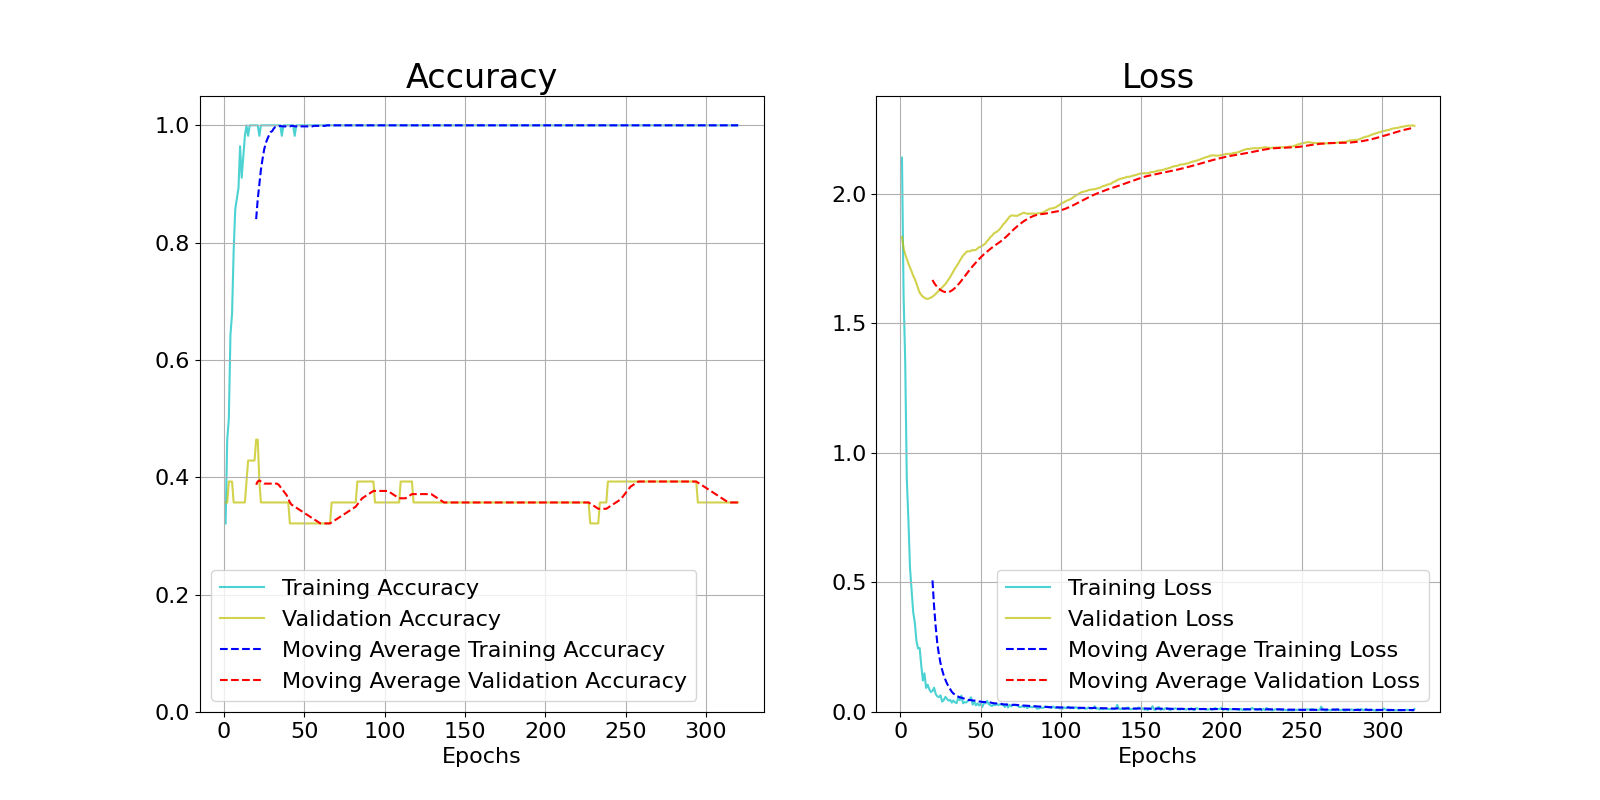 Accuracy
1.0
0.8
0.6
0.4
0.2
0.0
0 50 100 150 200 250 300
Epochs
Training Accuracy
Validation Accuracy
Moving Average Training Accuracy
Moving Average Validation Accuracy
Loss
2.0
1.5
1.0
0.5
0.0
0 50 100 150 200 250 300
Epochs
Training Loss
Validation Loss
Moving Average Training Loss
Moving Average Validation Loss